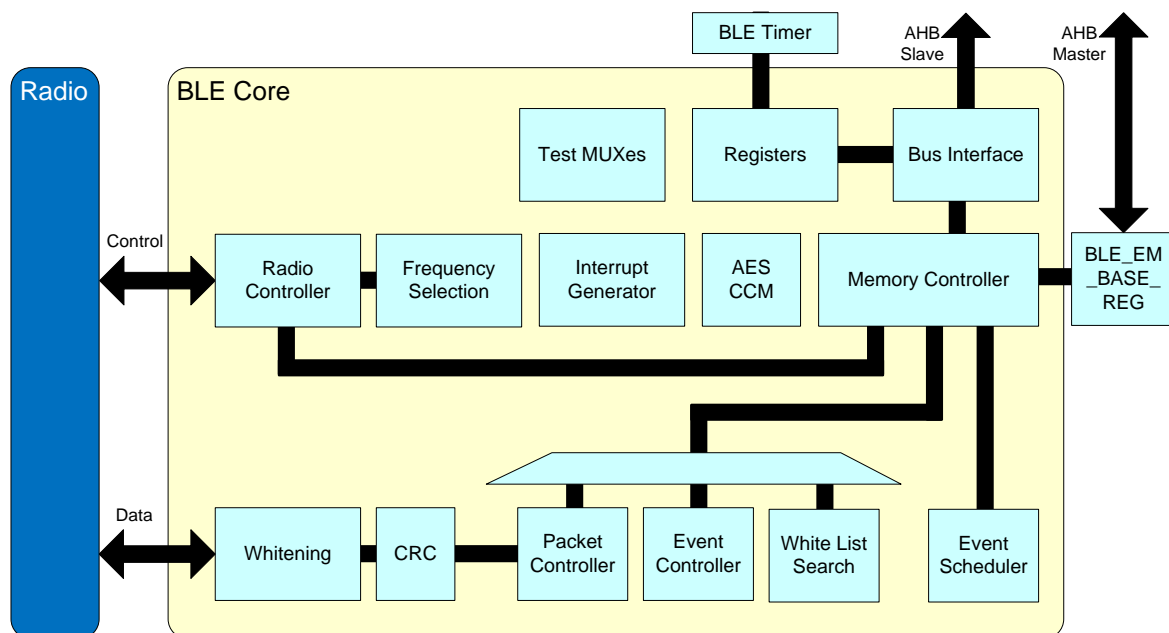 BLE Timer
AHB
Slave
AHB
Master
Radio
BLE Core
Test MUXes
Registers
Bus Interface
Control
Radio
Controller
Frequency
Selection
Interrupt
Generator
AES
CCM
Memory Controller
BLE_EM
_BASE_
REG
Data
Whitening
CRC
Packet
Controller
Event
Controller
White List
Search
Event
Scheduler